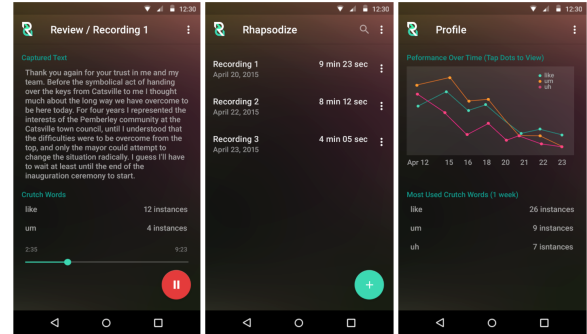 12:30
Review / Recording 1
Captured Text
Thank you again for your trust in me and my
team. Before the symbolical act of handing
over the keys from Catsville to me I thought
much about the long way we have overcome to
be here today. For four years I represented the
interests of the Pemberley community at the
Catsville town council, until I understood that
the difficulties were to be overcome from the
top, and only the mayor could attempt to
change the situation radically. I guess I'll have
to wait at least until the end of the
inauguration ceremony to start.
Crutch Words
like 12 instances
um 4 instances
2:35 9:23
12:30
Rhapsodize
Recording 1 9 min 23 sec
April 20, 2015
Recording 2 8 min 12 sec
April 22, 2015
Recording 3 4 min 05 sec
April 23, 2015
12:30
Profile
Peformance Over Time (Tap Dots to View)
like
um
uh
Apr 12 15 16 18 20 21 22 23
Most Used Crutch Words (1 week)
like 26 instances
um 9 instances
uh 7 isntances